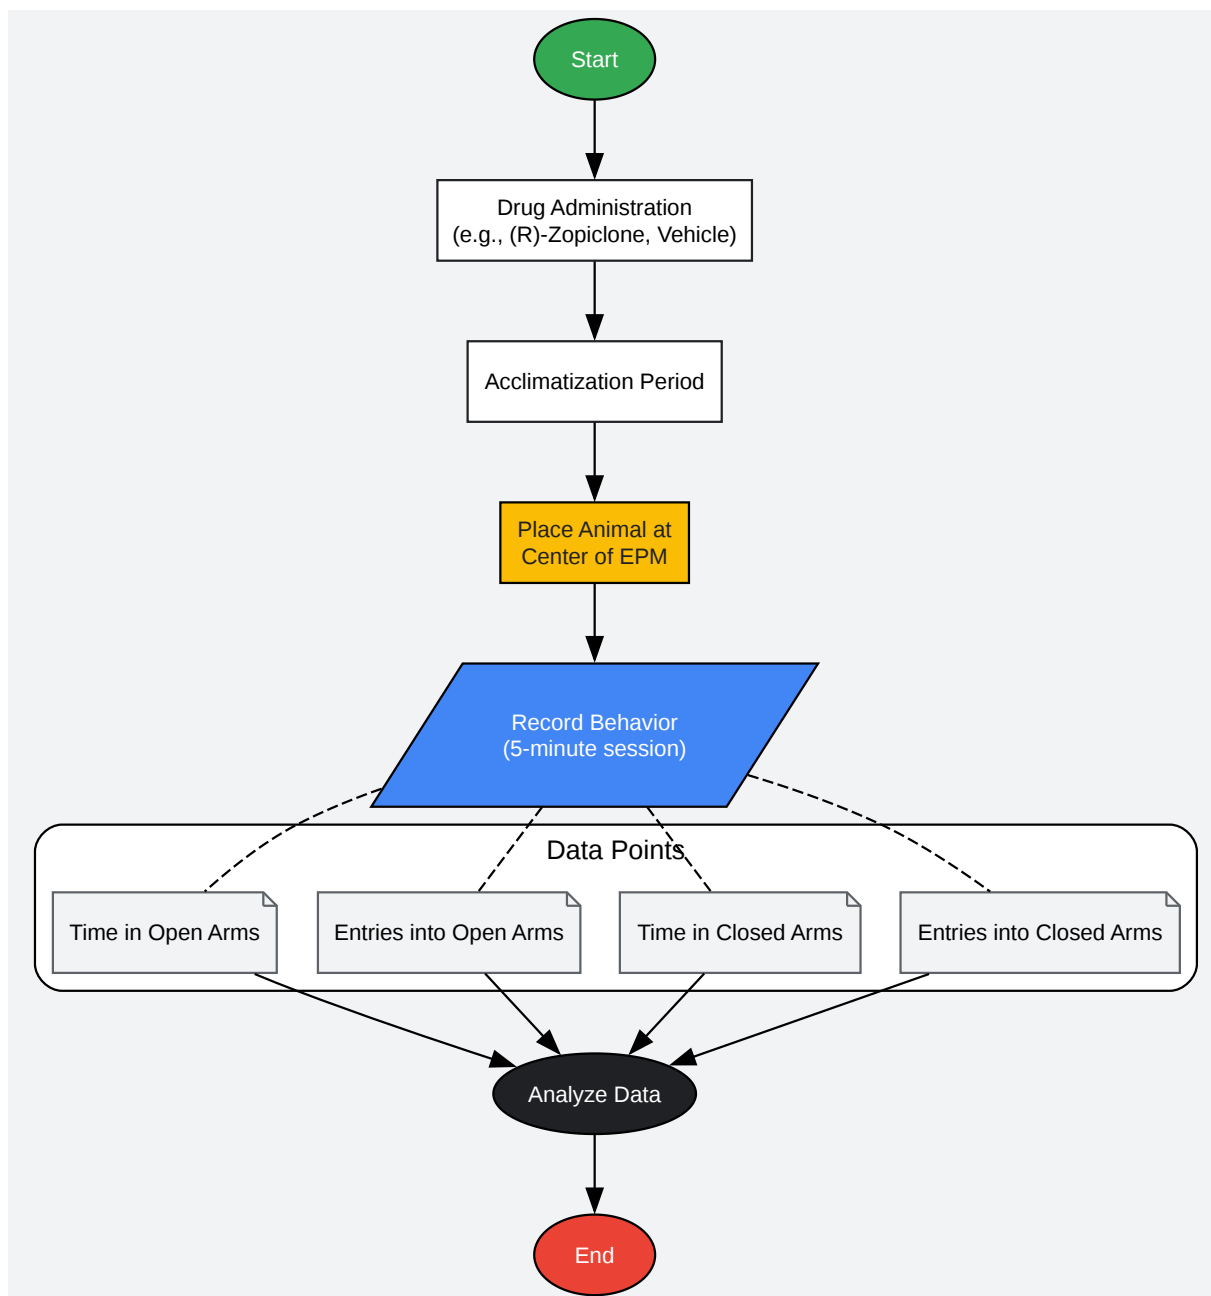 Start
Drug Administration
(e.g., (R)-Zopiclone, Vehicle)
Acclimatization Period
Place Animal at
Center of EPM
Record Behavior
(5-minute session)
Data Points
Time in Open Arms
Entries into Open Arms
Time in Closed Arms
Entries into Closed Arms
Analyze Data
End